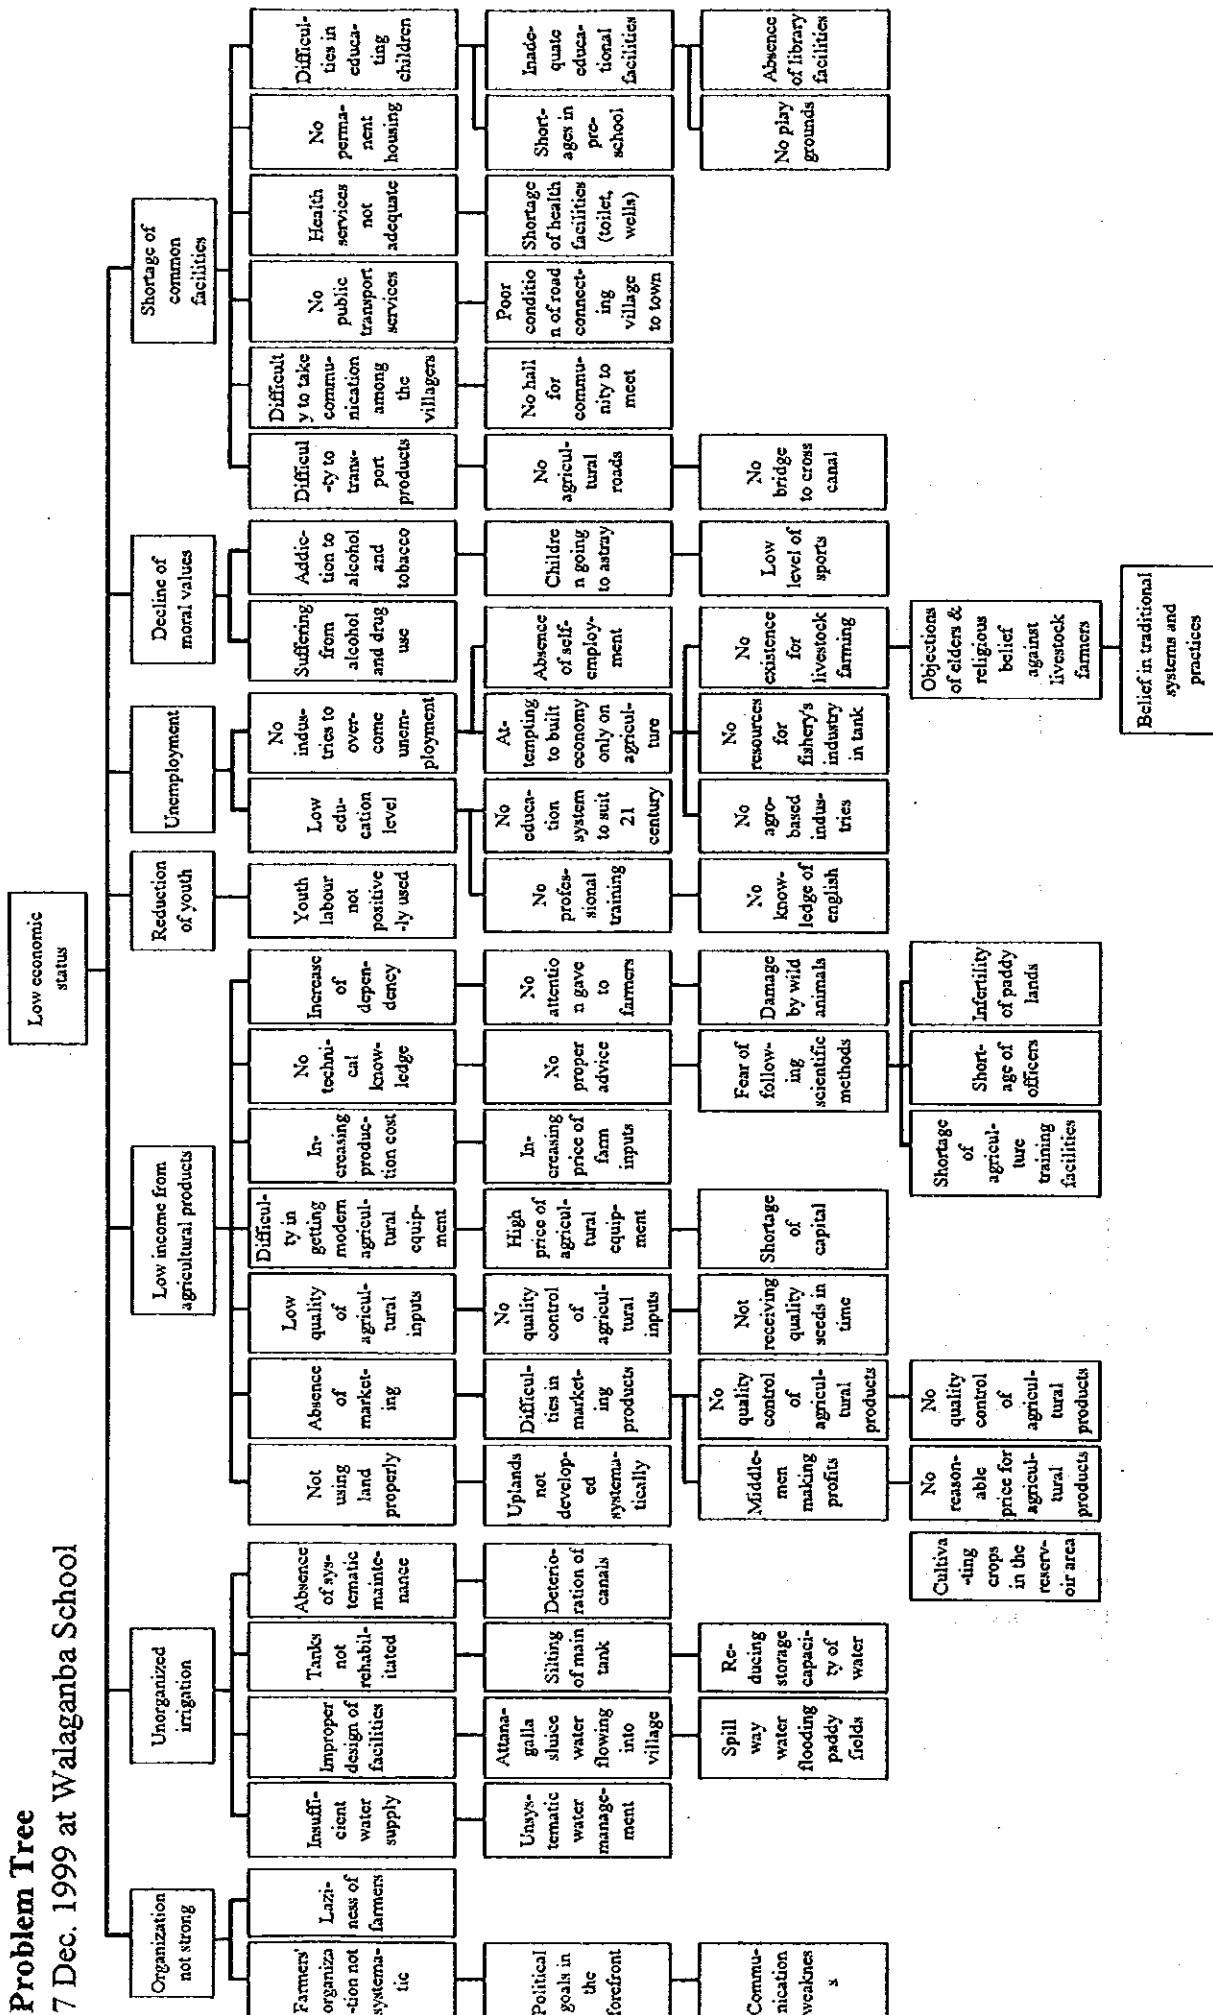 Problem Tree
7 Dec. 1999 at Walaganba School
Low economic
status
Organization
not strong
Unorganized
irrigation
Low income from
agricultural products
Reduction
of youth
Unemployment
Decline of
moral values
Shortage of
common
facilities
Farmers'
organiza
-tion not
systema-
tic
Lazi-
ness of
farmers
Insuffi-
cient
water
supply
Improper
design of
facilities
Tanks
not
rehabil-
itated
Absence
of sys-
tematic
mainte-
nance
Not
using
land
properly
Absence
of
market-
ing
Low
quality
of
agricul-
tural
inputs
Difficul-
ty in
getting
modern
agricul-
tural
equip-
ment
In-
creasing
produc-
tion cost
No
techni-
cal
know-
ledge
Increase
of
depen-
dency
Youth
labour
not
positive
-ly used
Low
edu-
cation
level
No
indus-
tries to
over-
come
unem-
ployment
Suffering
from
alcohol
and drug
use
Addic-
tion to
alcohol
and
tobacco
Difficul
-ty to
trans-
port
products
Difficult
y to take
commu-
nication
among
the
villagers
No
public
transport
services
Health
services
not
adequate
No
perma-
nent
housing
Difficul-
ties in
educa-
ting
children
Political
goals in
the
forefront
Unsys-
tematic
water
manage-
ment
Attana-
galla
sluice
water
flowing
into
village
Silting
of main
tank
Deterio-
ration of
canals
Uplands
not
develop-
ed
systema-
tically
Difficul-
ties in
market-
ing
products
No
quality
control
of
agricul-
tural
inputs
High
price of
agricul-
tural
equip-
ment
In-
creasing
price of
farm
inputs
No
proper
advice
No
attentio
n gave
to
farmers
No
profes-
sional
training
No
educa-
tion
system
to suit
21
century
At-
tempting
to built
economy
only on
agricul-
ture
Absence
of self-
employ-
ment
Childre
n going
to astray
No
agricul-
tural
roads
No hall
for
commu-
nity to
meet
Poor
conditio
n of road
connect-
ing
village
to town
Shortage
of health
facilities
(toilet,
wells)
Short-
ages in
pre-
school
Inade-
quate
educa-
tional
facilities
Commu-
nication
weaknes
s
Spill
way
water
flooding
paddy
fields
Re-
ducing
storage
capaci-
ty of
water
Middle-
men
making
profits
No
quality
control
of
agricul-
tural
products
Not
receiving
quality
seeds in
time
Shortage
of
capital
Fear of
follow-
ing
scientific
methods
Damage
by wild
animals
No
know-
ledge of
english
No
agro-
based
indus-
tries
No
resources
for
fishery's
industry
in tank
No
existence
for
livestock
farming
Low
level of
sports
No
bridge
to cross
canal
No play
grounds
Absence
of library
facilities
Cultiva
-ting
crops
in the
reserv-
oir area
No
reason-
able
price for
agricul-
tural
products
No
quality
control
of
agricul-
tural
products
Shortage
of
agricul-
ture
training
facilities
Short-
age of
officers
Infertility
of paddy
lands
Objections
of elders &
religious
belief
against
livestock
farmers
Belief in traditional
systems and
practices